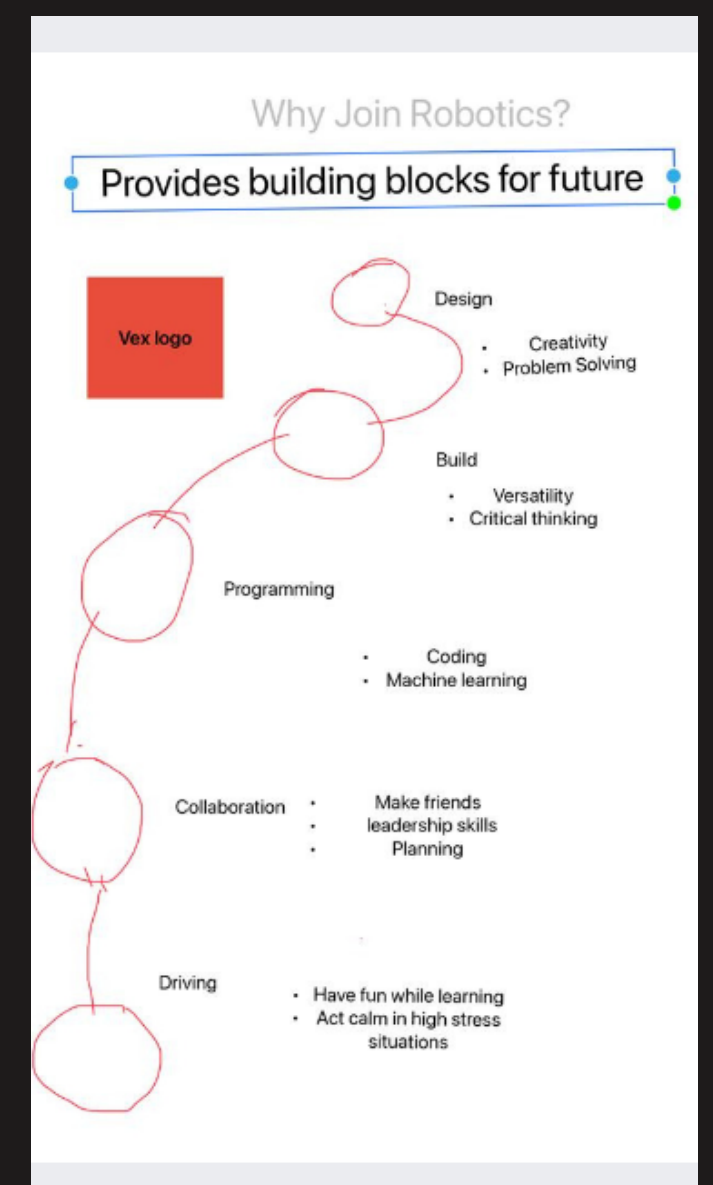 Why Join Robotics?
Provides building blocks for future
Vex logo
Design
• Creativity
• Problem Solving
Build
• Versatility
• Critical thinking
Programming
• Coding
• Machine learning
Collaboration
• Make friends
• leadership skills
• Planning
Driving
• Have fun while learning
• Act calm in high stress
situations